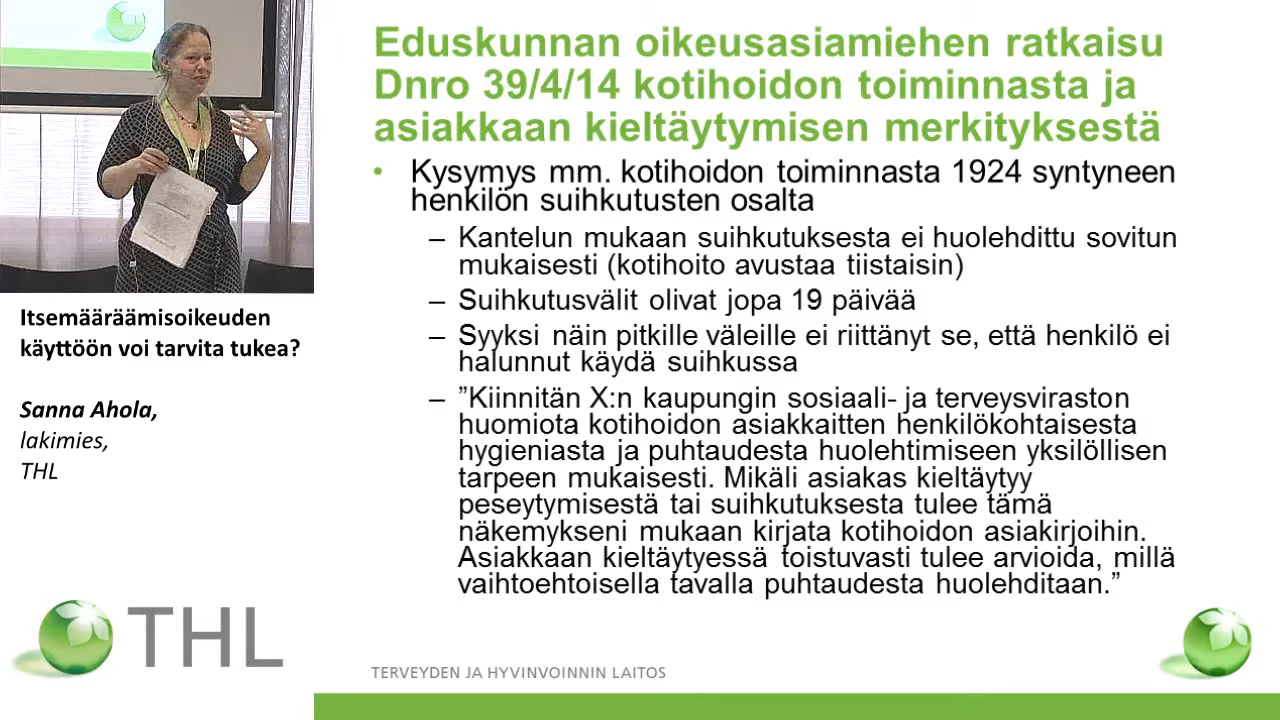 Eduskunnan oikeusasiamiehen ratkaisu
Dnro 39/4/14 kotihoidon toiminnasta ja
asiakkaan kieltäytymisen merkityksestä
• Kysymys mm. kotihoidon toiminnasta 1924 syntyneen
henkilön suihkutusten osalta
– Kantelun mukaan suihkutuksesta ei huolehdittu sovitun
mukaisesti (kotihoito avustaa tiistaisin)
– Suihkutusvälit olivat jopa 19 päivää
– Syyksi näin pitkille väleille ei riittänyt se, että henkilö ei
halunnut käydä suihkussa
– ”Kiinnitän X:n kaupungin sosiaali- ja terveysviraston
huomiota kotihoidon asiakkaitten henkilökohtaisesta
hygieniasta ja puhtaudesta huolehtimiseen yksilöllisen
tarpeen mukaisesti. Mikäli asiakas kieltäytyy
peseytymisestä tai suihkutuksesta tulee tämä
näkemykseni mukaan kirjata kotihoidon asiakirjoihin.
Asiakkaan kieltäytyessä toistuvasti tulee arvioida, millä
vaihtoehtoisella tavalla puhtaudesta huolehditaan.”
Itsemääräämisoikeuden
käyttöön voi tarvita tukea?
Sanna Ahola,
lakimies,
THL
THL
TERVEYDEN JA HYVINVOINNIN LAITOS